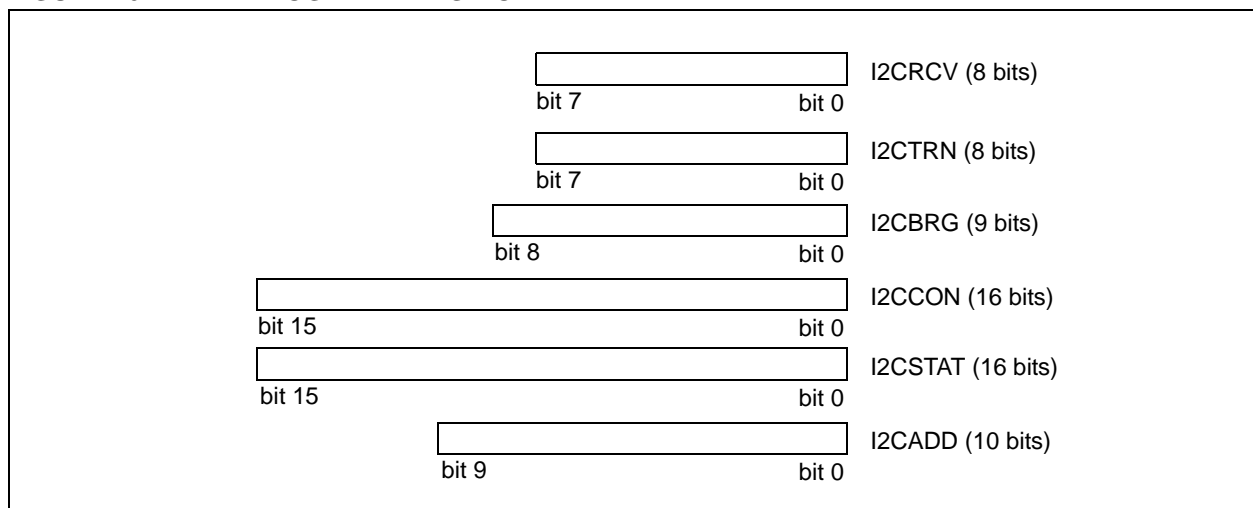 I2CRCV (8 bits)
bit 7 bit 0
I2CTRN (8 bits)
bit 7 bit 0
I2CBRG (9 bits)
bit 8 bit 0
I2CCON (16 bits)
bit 15 bit 0
I2CSTAT (16 bits)
bit 15 bit 0
I2CADD (10 bits)
bit 9 bit 0